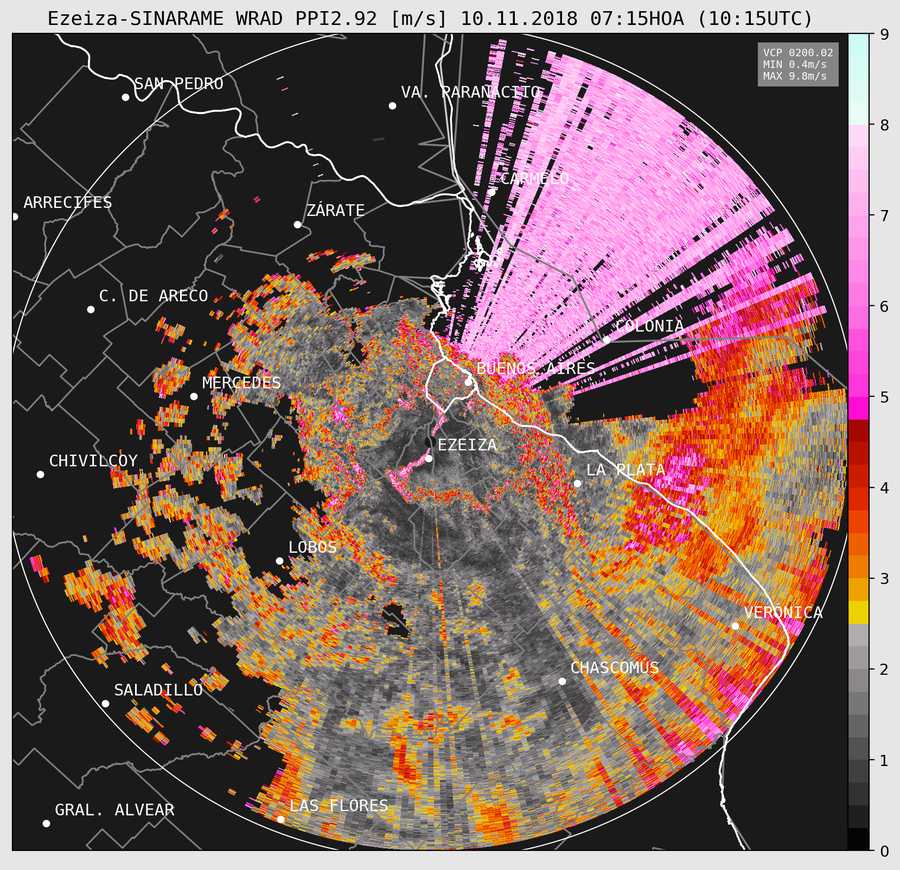 Ezeiza-SINARAME WRAD PPI2.92 [m/s] 10.11.2018 07:15HOA (10:15UTC)
VCP 0200.02
MIN 0.4m/s
MAX 9.8m/s
SAN PEDRO
VA. PARANACITO
CARMELO
ARRECIFES
ZÁRATE
C. DE ARECO
COLONIA
BUENOS AIRES
MERCEDES
EZEIZA
CHIVILCOY
LA PLATA
LOBOS
VERÓNICA
CHASCOMÚS
SALADILLO
LAS FLORES
GRAL. ALVEAR
9
8
7
6
5
4
3
2
1
0